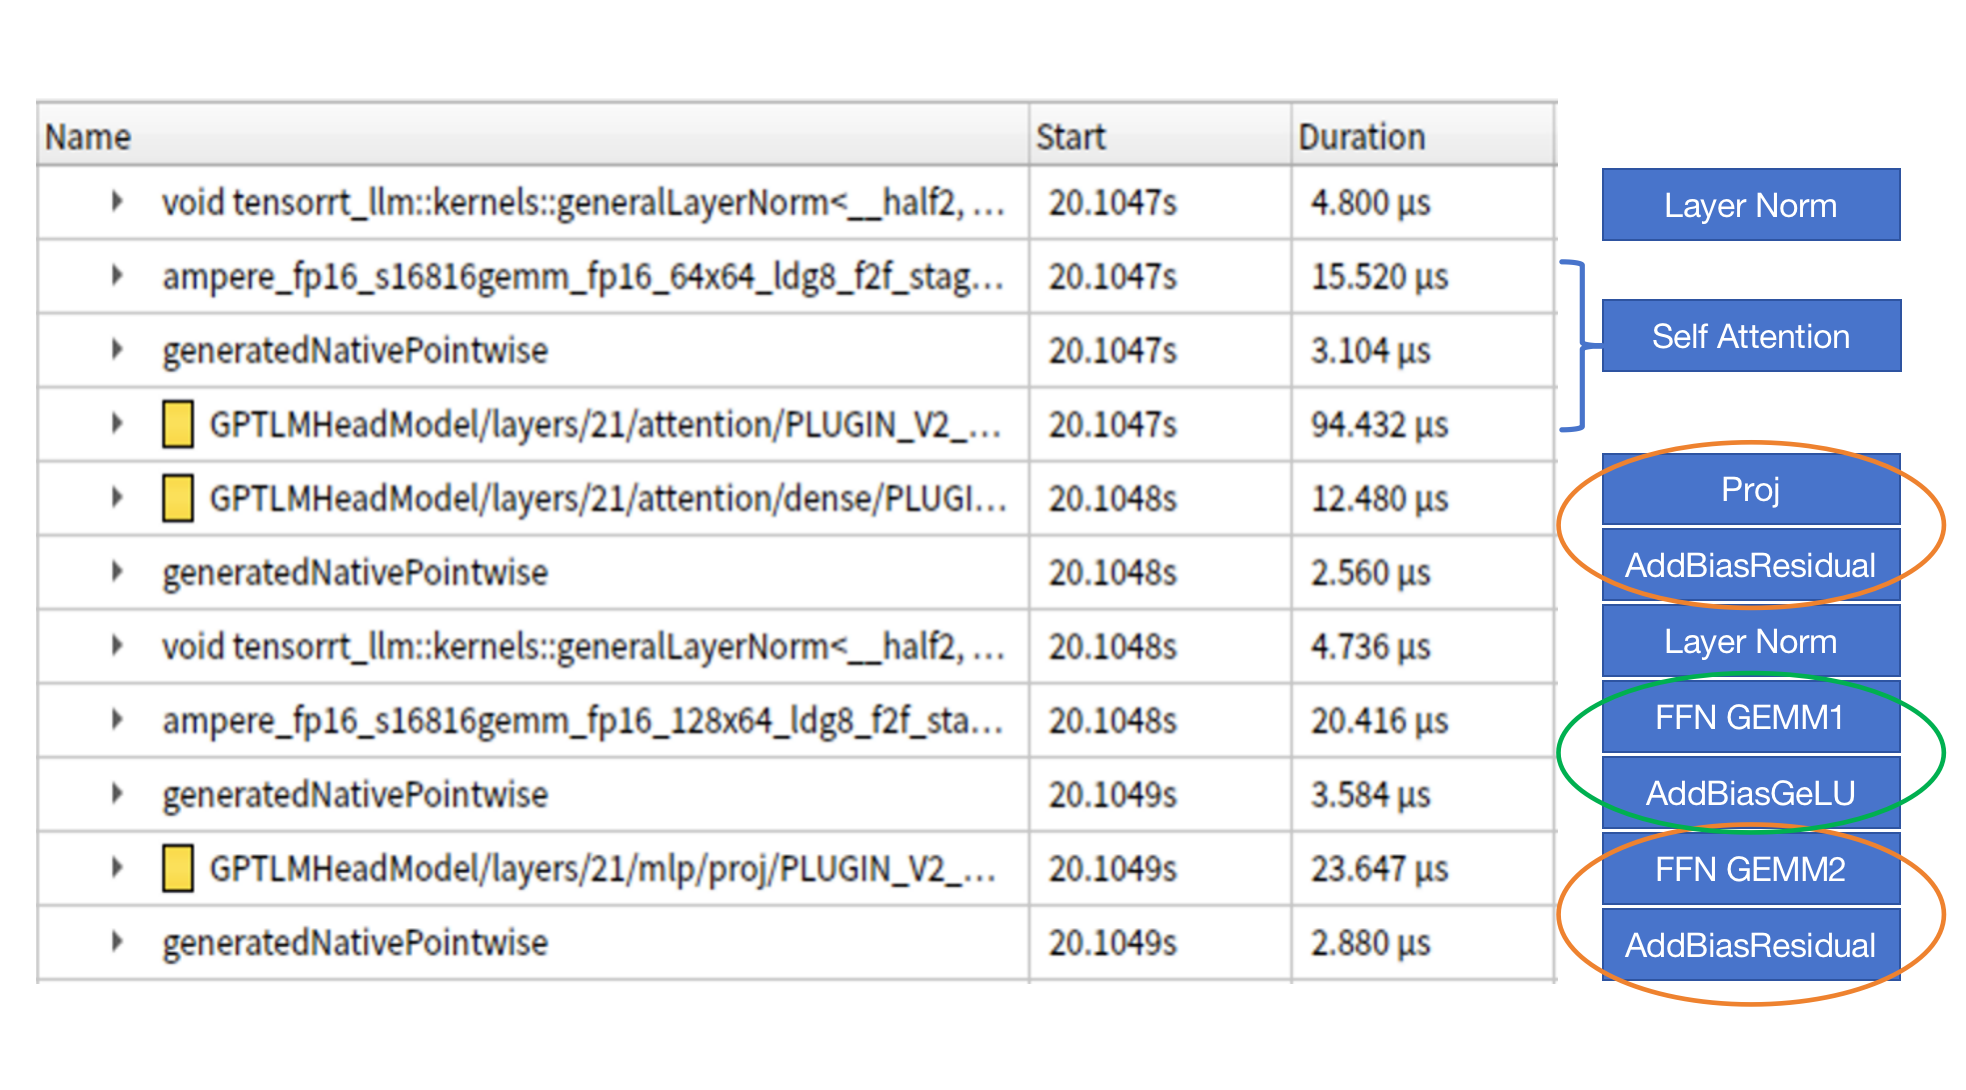 Name Start Duration
void tensorrt_llm::kernels::generalLayerNorm<__half2, ... 20.1047s 4.800 μs Layer Norm
ampere_fp16_s16816gemm_fp16_64x64_ldg8_f2f_stag... 20.1047s 15.520 μs
generatedNativePointwise 20.1047s 3.104 μs Self Attention
GPTLMHeadModel/layers/21/attention/PLUGIN_V2_... 20.1047s 94.432 μs
GPTLMHeadModel/layers/21/attention/dense/PLUGI... 20.1048s 12.480 μs Proj
generatedNativePointwise 20.1048s 2.560 μs AddBiasResidual
void tensorrt_llm::kernels::generalLayerNorm<__half2, ... 20.1048s 4.736 μs Layer Norm
ampere_fp16_s16816gemm_fp16_128x64_ldg8_f2f_sta... 20.1048s 20.416 μs FFN GEMM1
generatedNativePointwise 20.1049s 3.584 μs AddBiasGeLU
GPTLMHeadModel/layers/21/mlp/proj/PLUGIN_V2_... 20.1049s 23.647 μs FFN GEMM2
generatedNativePointwise 20.1049s 2.880 μs AddBiasResidual